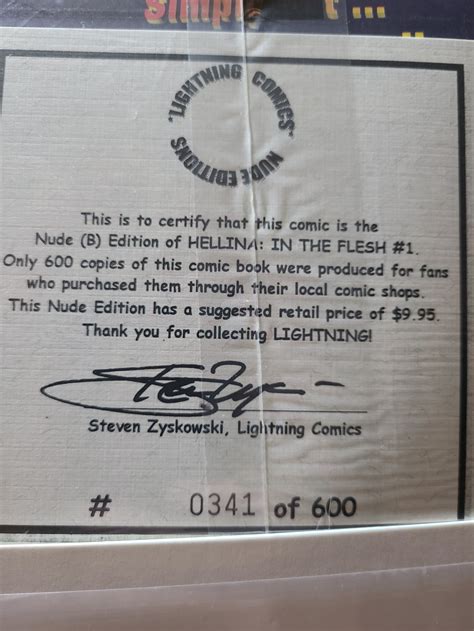 "LIGHTNING COMICS"
NUDE EDITIONS
This is to certify that this comic is the
Nude (B) Edition of HELLINA: IN THE FLESH #1.
Only 600 copies of this comic book were produced for fans
who purchased them through their local comic shops.
This Nude Edition has a suggested retail price of $9.95.
Thank you for collecting LIGHTNING!
Steven Zyskowski, Lightning Comics
# 0341 of 600